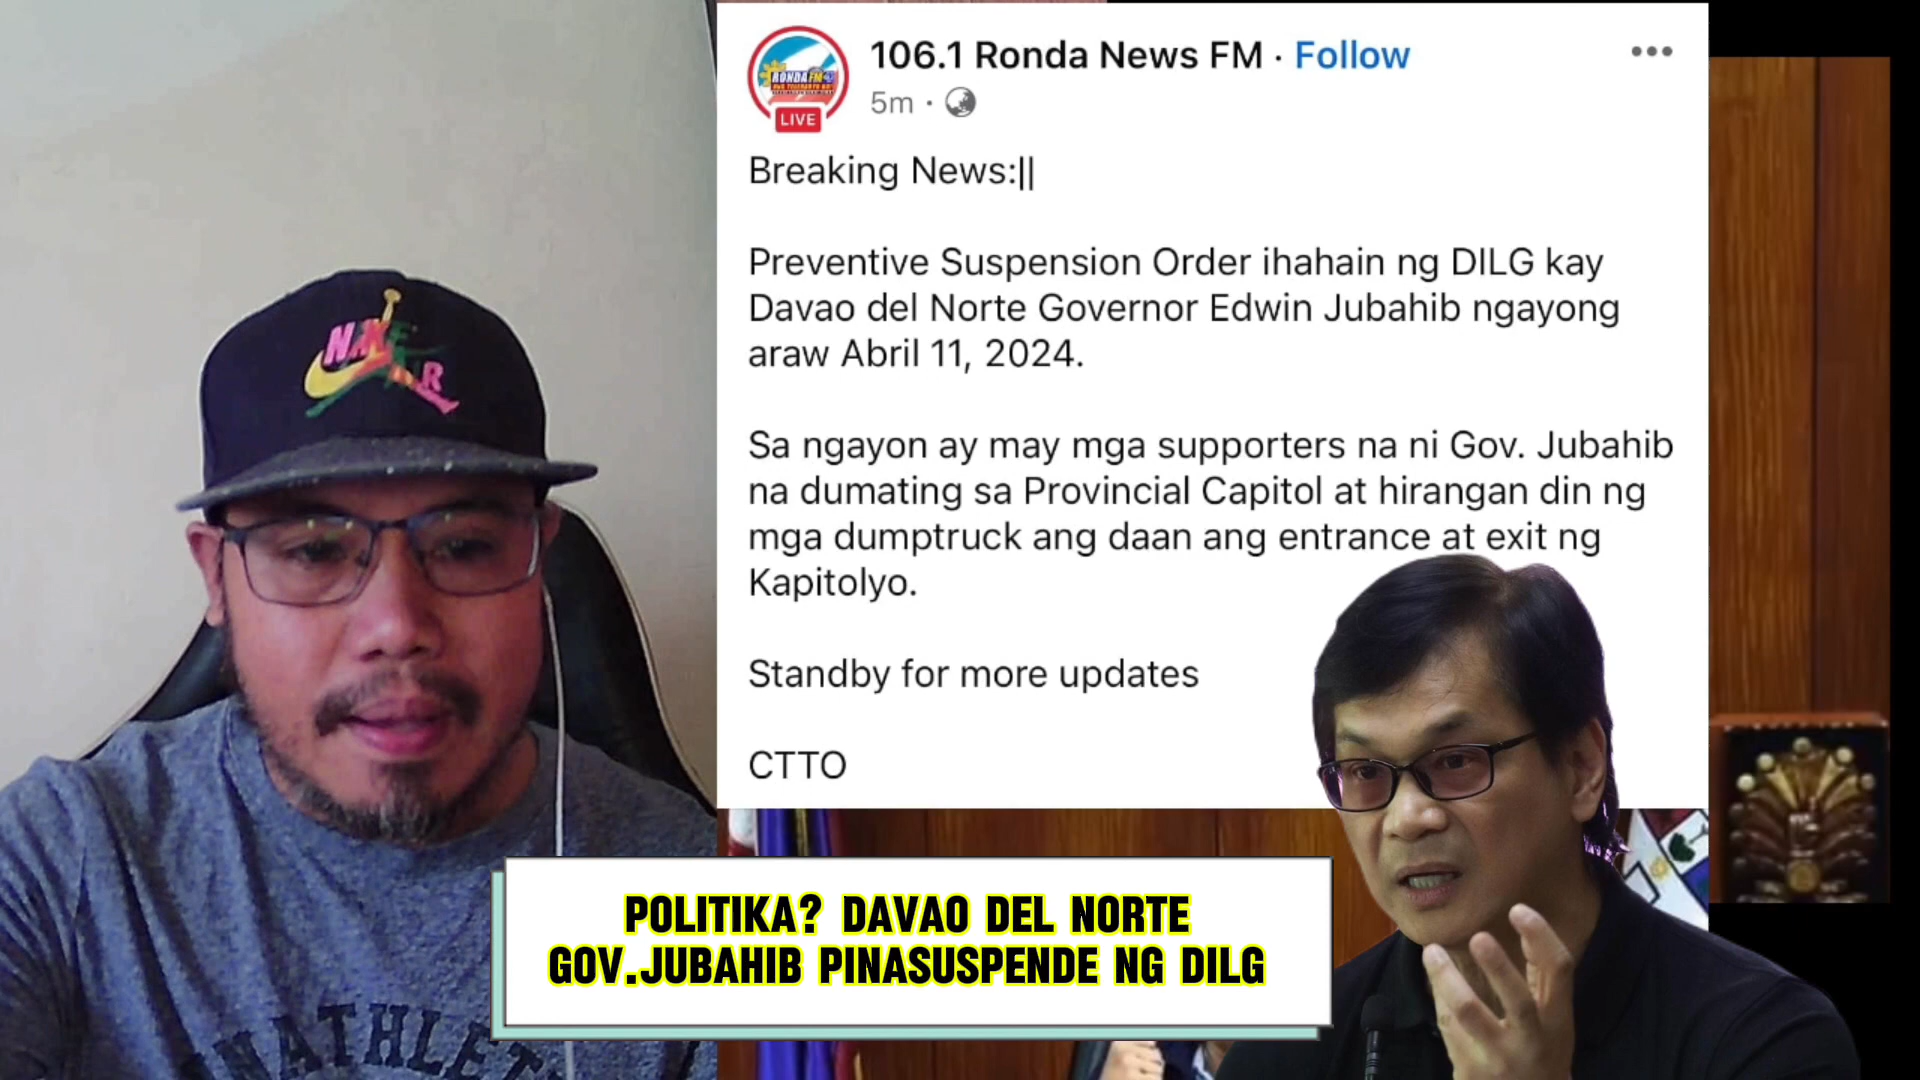 106.1 Ronda News FM · Follow
RONDA FM
LIVE
5m ·
Breaking News:||
Preventive Suspension Order ihahain ng DILG kay
Davao del Norte Governor Edwin Jubahib ngayong
araw Abril 11, 2024.
Sa ngayon ay may mga supporters na ni Gov. Jubahib
na dumating sa Provincial Capitol at hirangan din ng
mga dumptruck ang daan ang entrance at exit ng
Kapitolyo.
Standby for more updates
CTTO
POLITIKA? DAVAO DEL NORTE
GOV.JUBAHIB PINASUSPENDE NG DILG